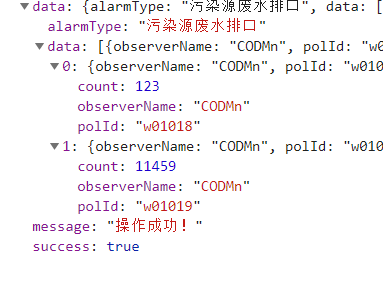 data: {alarmType: "污染源废水排口", data: [
alarmType: "污染源废水排口"
data: [{observerName: "CODMn", polId: "w01
0: {observerName: "CODMn", polId: "w010
count: 123
observerName: "CODMn"
polId: "w01018"
1: {observerName: "CODMn", polId: "w010
count: 11459
observerName: "CODMn"
polId: "w01019"
message: "操作成功！"
success: true